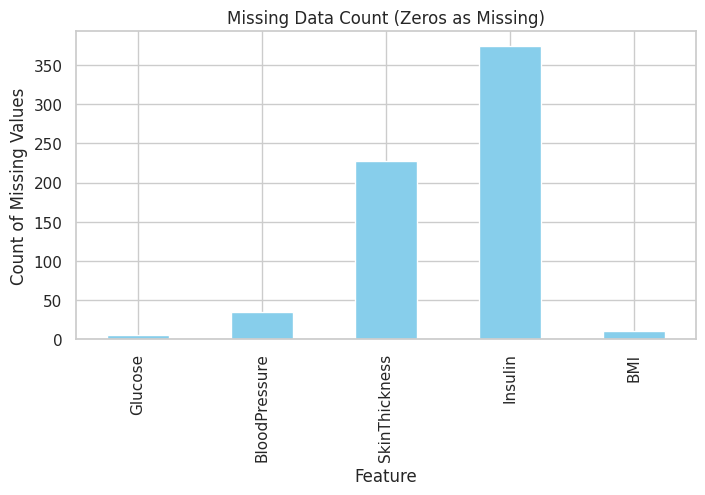 Missing Data Count (Zeros as Missing)
Count of Missing Values
350
300
250
200
150
100
50
0
Glucose
BloodPressure
SkinThickness
Insulin
BMI
Feature